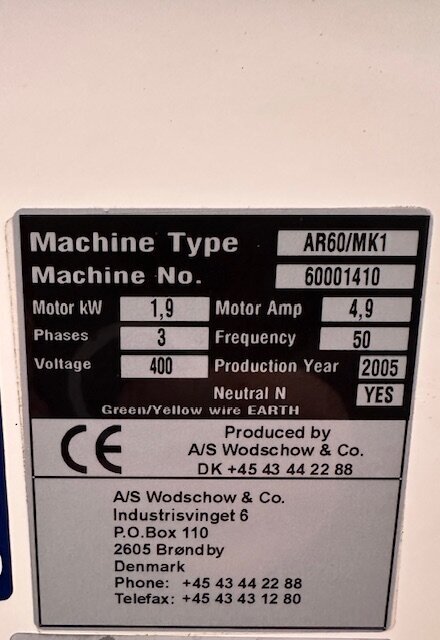 Machine Type AR60/MK1
Machine No. 60001410
Motor kW 1,9 Motor Amp 4,9
Phases 3 Frequency 50
Voltage 400 Production Year 2005
Neutral N YES
Green/Yellow wire EARTH
CE
Produced by
A/S Wodschow & Co.
DK +45 43 44 22 88
A/S Wodschow & Co.
Industrisvinget 6
P.O.Box 110
2605 Brøndby
Denmark
Phone: +45 43 44 22 88
Telefax: +45 43 43 12 80